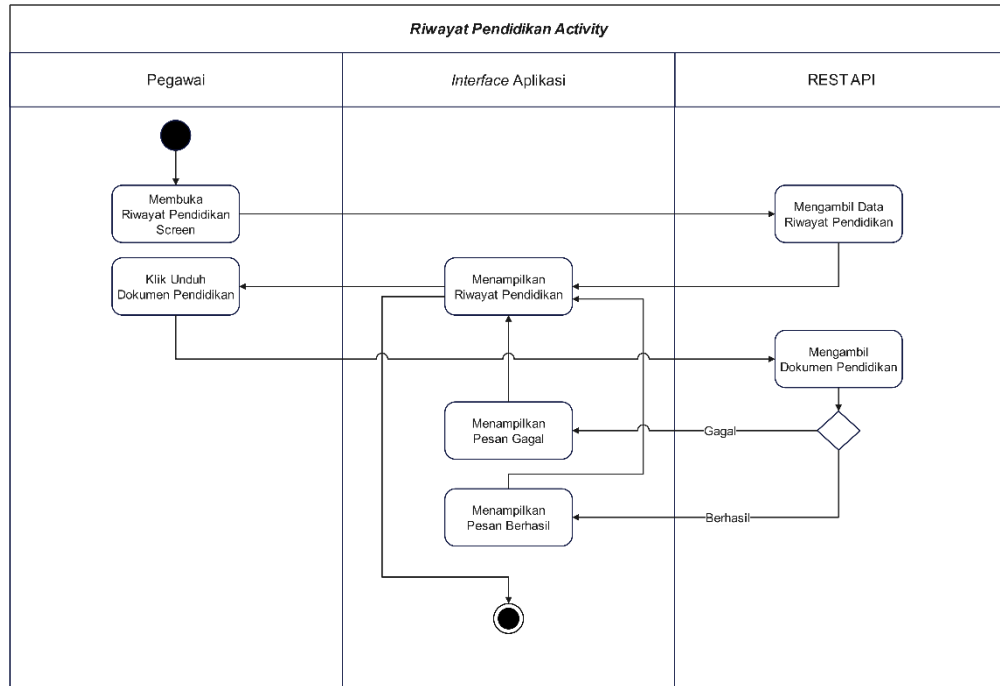 Riwayat Pendidikan Activity
Pegawai
Interface Aplikasi
REST API
Membuka
Riwayat Pendidikan
Screen
Mengambil Data
Riwayat Pendidikan
Klik Unduh
Dokumen Pendidikan
Menampilkan
Riwayat Pendidikan
Mengambil
Dokumen Pendidikan
Menampilkan
Pesan Gagal
Gagal
Menampilkan
Pesan Berhasil
Berhasil